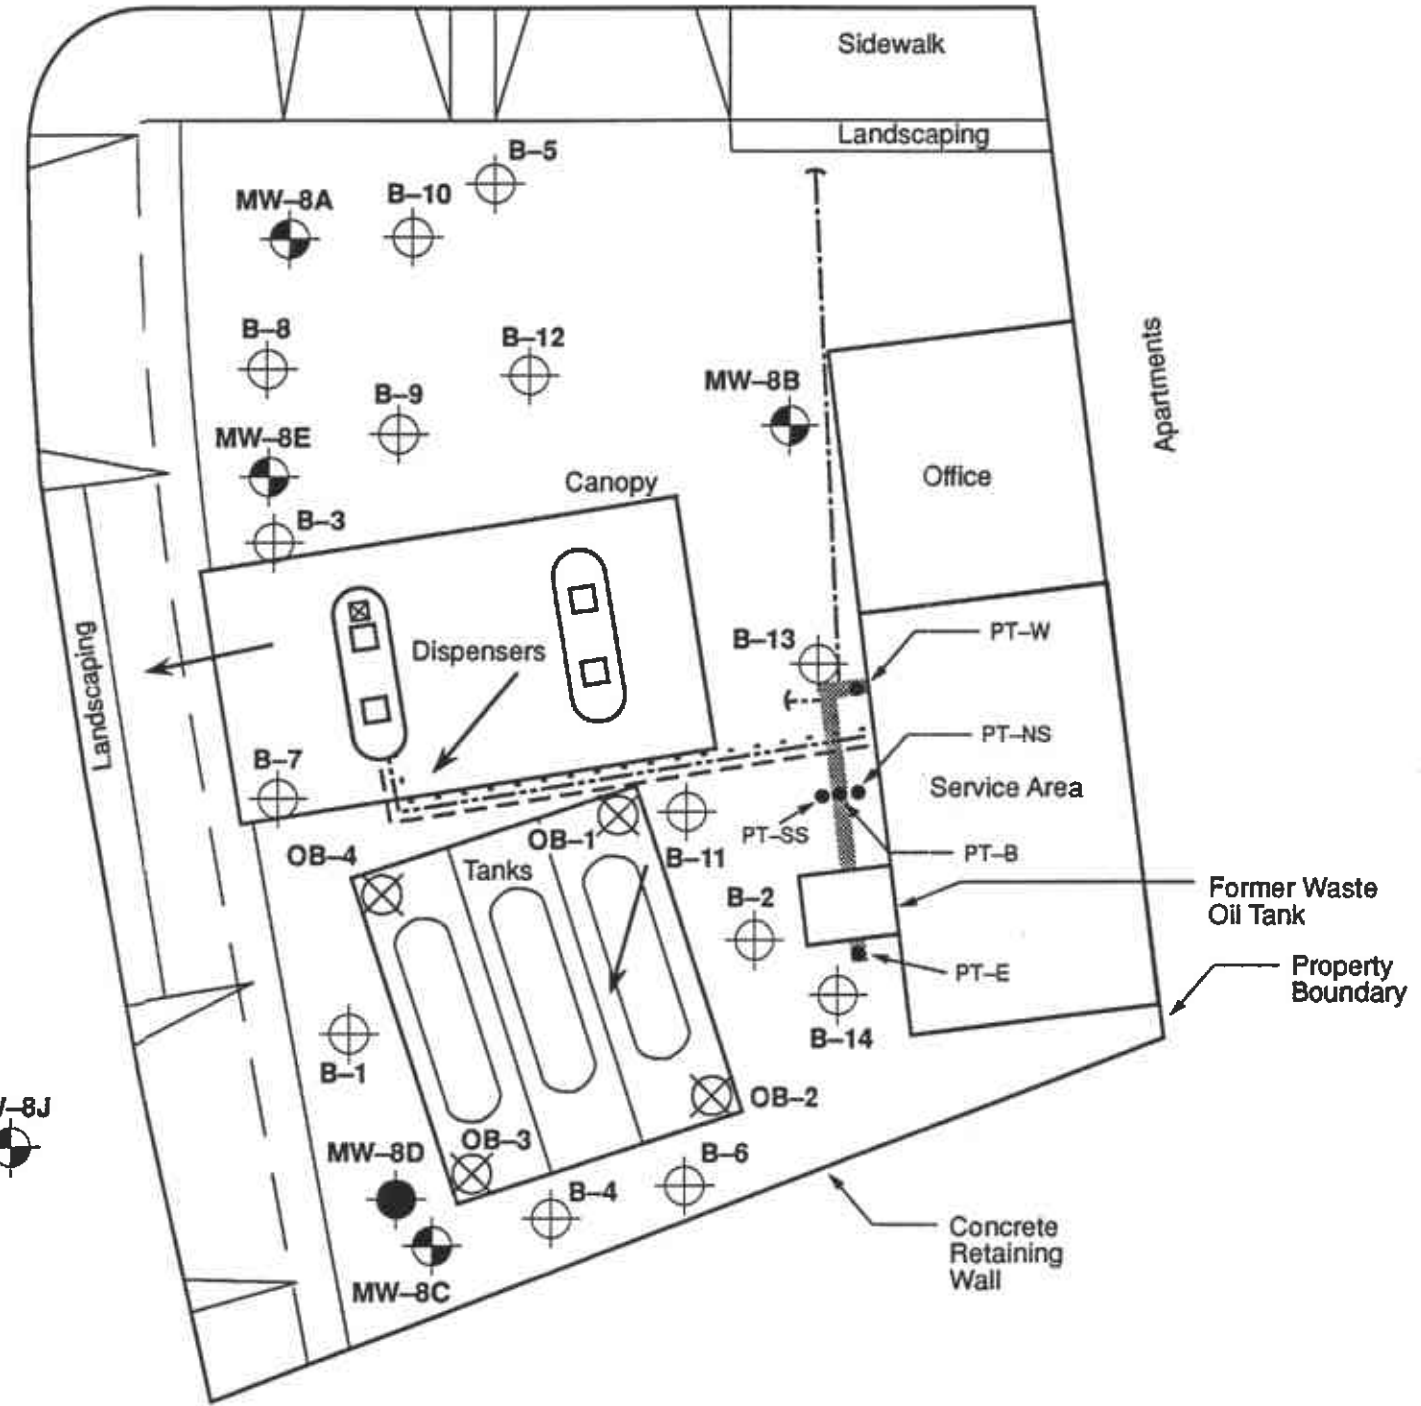 Sidewalk
Landscaping
B–5
MW–8A
B–10
B–8
B–12
MW–8B
B–9
MW–8E
Apartments
Office
Canopy
B–3
B–13
PT–W
Dispensers
Landscaping
PT–NS
B–7
Service Area
PT–SS
OB–1
OB–4
B–11
PT–B
Tanks
B–2
Former Waste
Oil Tank
PT–E
Property
Boundary
B–14
B–1
OB–2
–8J
OB–3
MW–8D
B–6
B–4
Concrete
Retaining
Wall
MW–8C